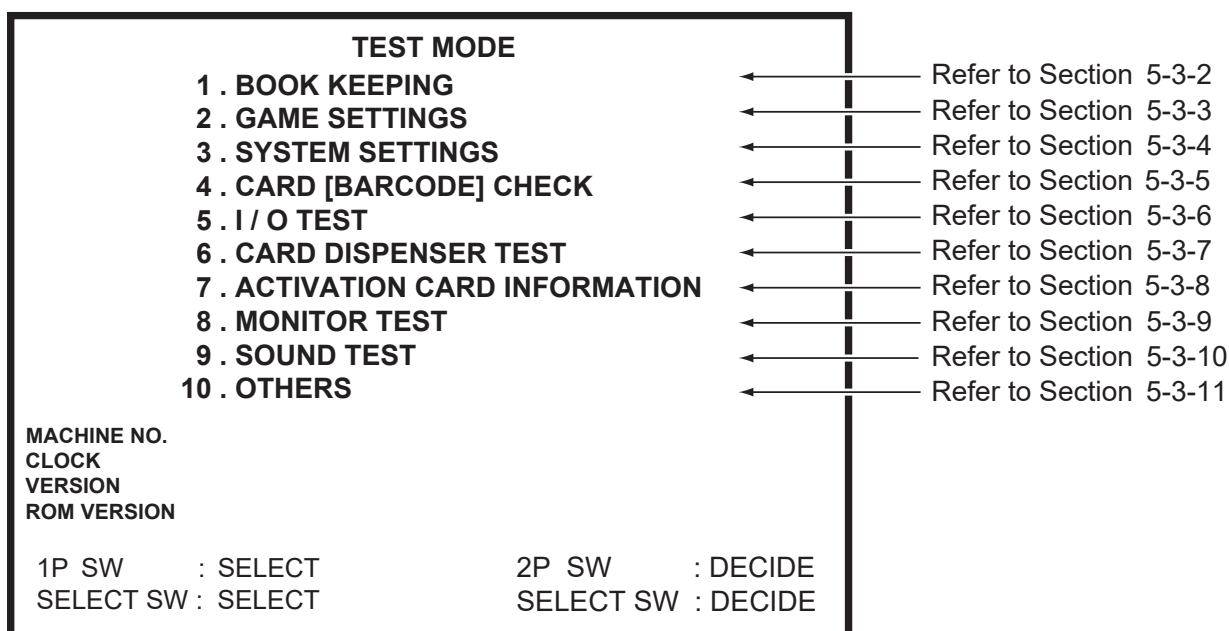 TEST MODE
1 . BOOK KEEPING Refer to Section 5-3-2
2 . GAME SETTINGS Refer to Section 5-3-3
3 . SYSTEM SETTINGS Refer to Section 5-3-4
4 . CARD [BARCODE] CHECK Refer to Section 5-3-5
5 . I / O TEST Refer to Section 5-3-6
6 . CARD DISPENSER TEST Refer to Section 5-3-7
7 . ACTIVATION CARD INFORMATION Refer to Section 5-3-8
8 . MONITOR TEST Refer to Section 5-3-9
9 . SOUND TEST Refer to Section 5-3-10
10 . OTHERS Refer to Section 5-3-11
MACHINE NO.
CLOCK
VERSION
ROM VERSION
1P SW : SELECT 2P SW : DECIDE
SELECT SW : SELECT SELECT SW : DECIDE